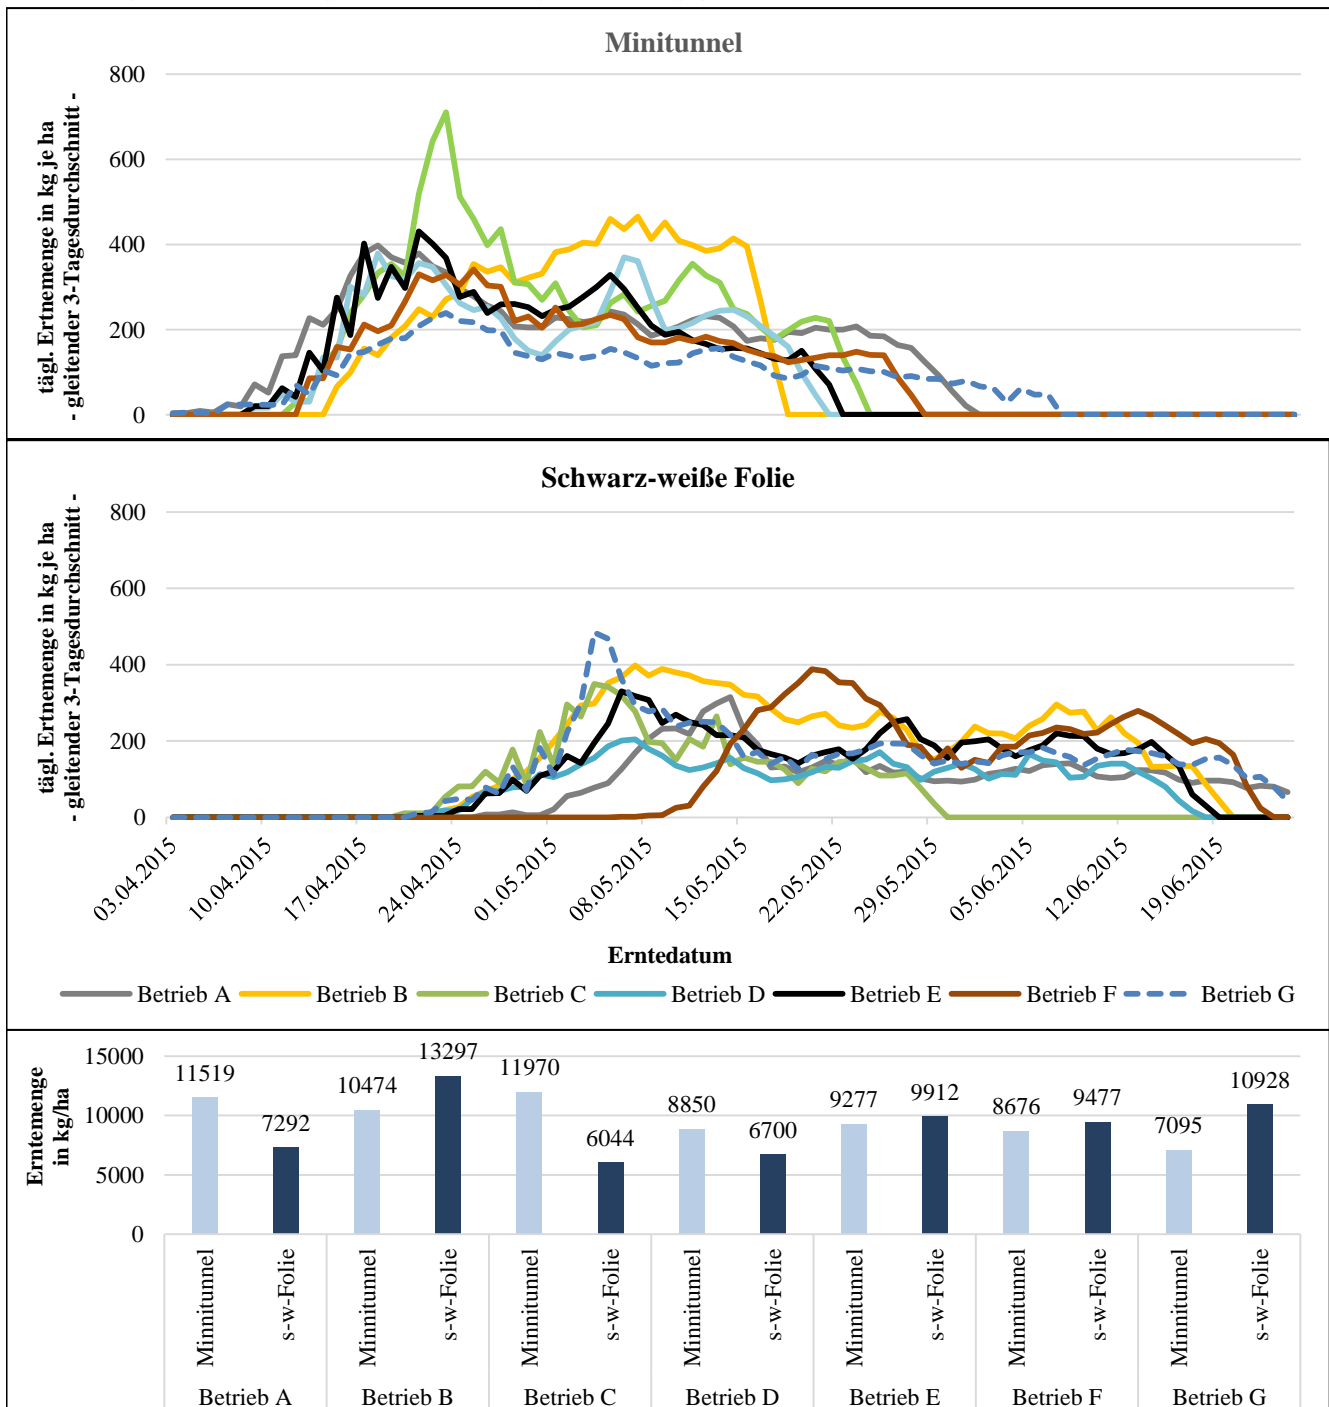 Minitunnel
tägl. Ertnemenge in kg je ha
- gleitender 3-Tagesdurchschnitt -
800
600
400
200
0
Schwarz-weiße Folie
tägl. Ertnemenge in kg je ha
- gleitender 3-Tagesdurchschnitt -
800
600
400
200
0
03.04.2015
10.04.2015
17.04.2015
24.04.2015
01.05.2015
08.05.2015
15.05.2015
22.05.2015
29.05.2015
05.06.2015
12.06.2015
19.06.2015
Erntedatum
Betrieb A Betrieb B Betrieb C Betrieb D Betrieb E Betrieb F Betrieb G
Erntemenge
in kg/ha
15000
10000
5000
0
11519
7292
10474
13297
11970
6044
8850
6700
9277
9912
8676
9477
7095
10928
Minnitunnel
s-w-Folie
Minnitunnel
s-w-Folie
Minnitunnel
s-w-Folie
Minnitunnel
s-w-Folie
Minnitunnel
s-w-Folie
Minnitunnel
s-w-Folie
Minnitunnel
s-w-Folie
Betrieb A Betrieb B Betrieb C Betrieb D Betrieb E Betrieb F Betrieb G